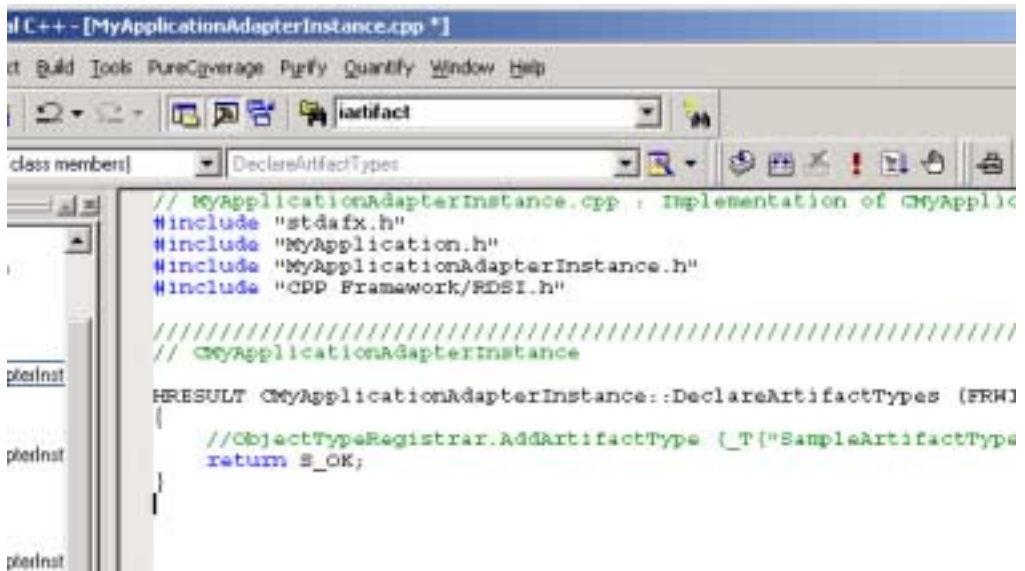 al C++ - [MyApplicationAdapterInstance.cpp *]
ct Build Tools PureCoverage Purify Quantify Window Help
iartifact
class members)
DeclareArtifactTypes
// MyApplicationAdapterInstance.cpp : Implementation of CMyApplic
#include "stdafx.h"
#include "MyApplication.h"
#include "MyApplicationAdapterInstance.h"
#include "CPP Framework/RDSI.h"
////////////////////////////////////////////////////////////////////
// CMyApplicationAdapterInstance
pterInst
HRESULT CMyApplicationAdapterInstance::DeclareArtifactTypes (FRWI
{
//ObjectTypeRegistrar.AddArtifactType (_T("SampleArtifactType
pterInst
return S_OK;
}
pterInst